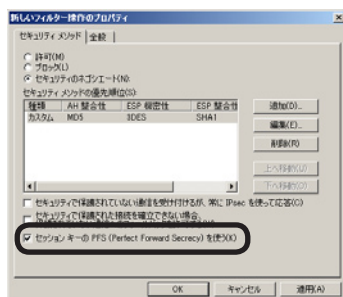 新しいフィルター操作のプロパティ
セキュリティ メソッド 全般
許可(M)
ブロック(L)
セキュリティのネゴシエート(N):
セキュリティ メソッドの優先順位(S):
種類 AH 整合性 ESP 機密性 ESP 整合性
カスタム MD5 3DES SHA1
追加(D)...
編集(E)...
削除(R)
上へ移動(U)
下へ移動(O)
セキュリティで保護されていない通信を受け付けるが、常に IPsec を使って応答(C)
セキュリティで保護された接続を確立できない場合、
セッション キーの PFS (Perfect Forward Secrecy) を使う(K)
OK キャンセル 適用(A)